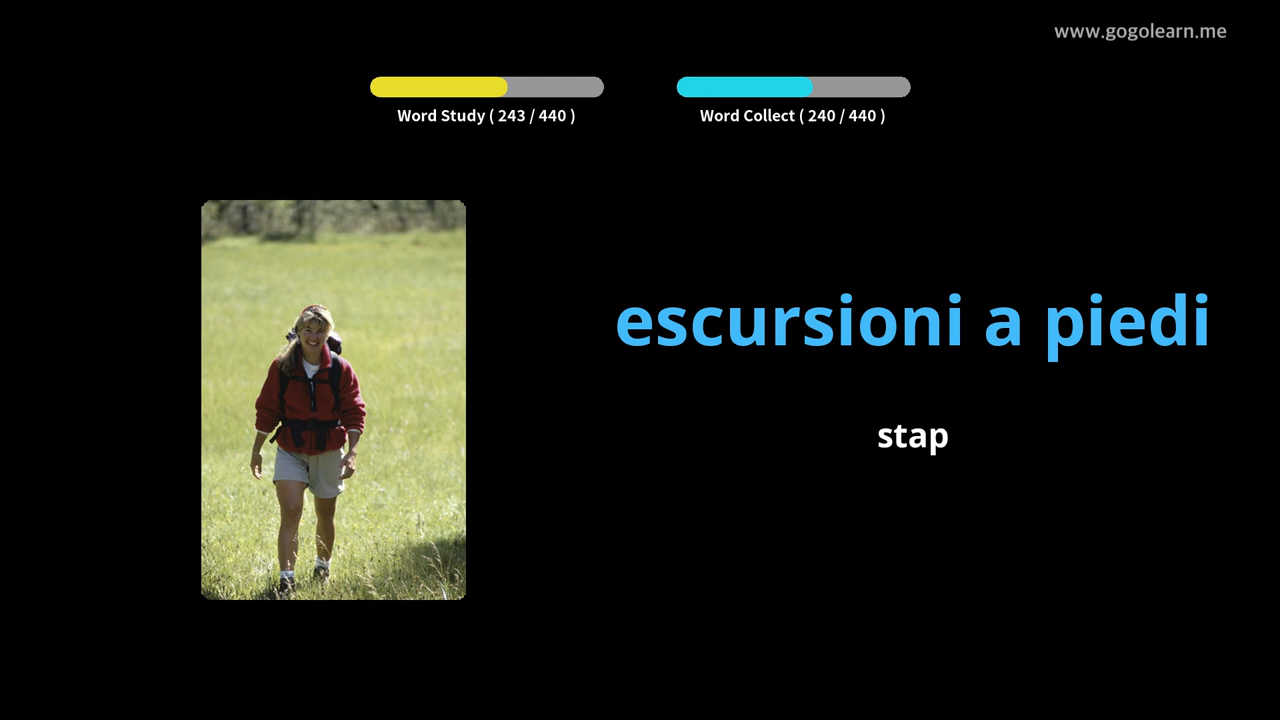 www.gogolearn.me
Word Study ( 243 / 440 )
Word Collect ( 240 / 440 )
escursioni a piedi
stap